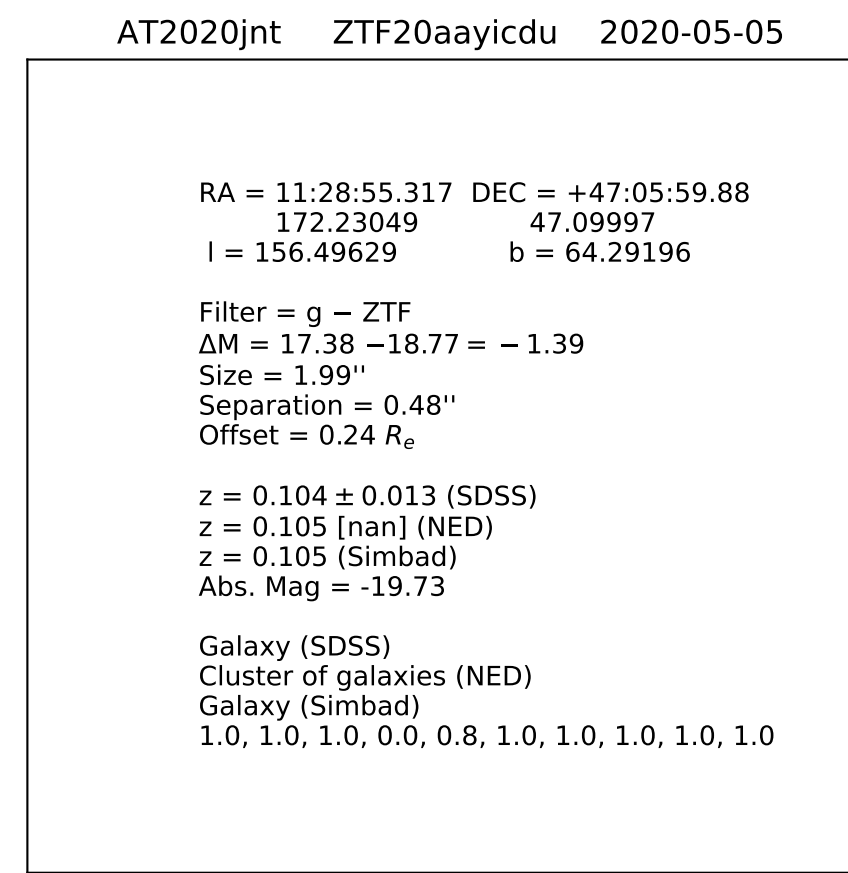 AT2020jnt ZTF20aayicdu 2020-05-05
RA = 11:28:55.317 DEC = +47:05:59.88
172.23049 47.09997
l = 156.49629 b = 64.29196
Filter = g − ZTF
ΔM = 17.38 −18.77 = − 1.39
Size = 1.99''
Separation = 0.48''
Offset = 0.24 Re
z = 0.104 ± 0.013 (SDSS)
z = 0.105 [nan] (NED)
z = 0.105 (Simbad)
Abs. Mag = -19.73
Galaxy (SDSS)
Cluster of galaxies (NED)
Galaxy (Simbad)
1.0, 1.0, 1.0, 0.0, 0.8, 1.0, 1.0, 1.0, 1.0, 1.0